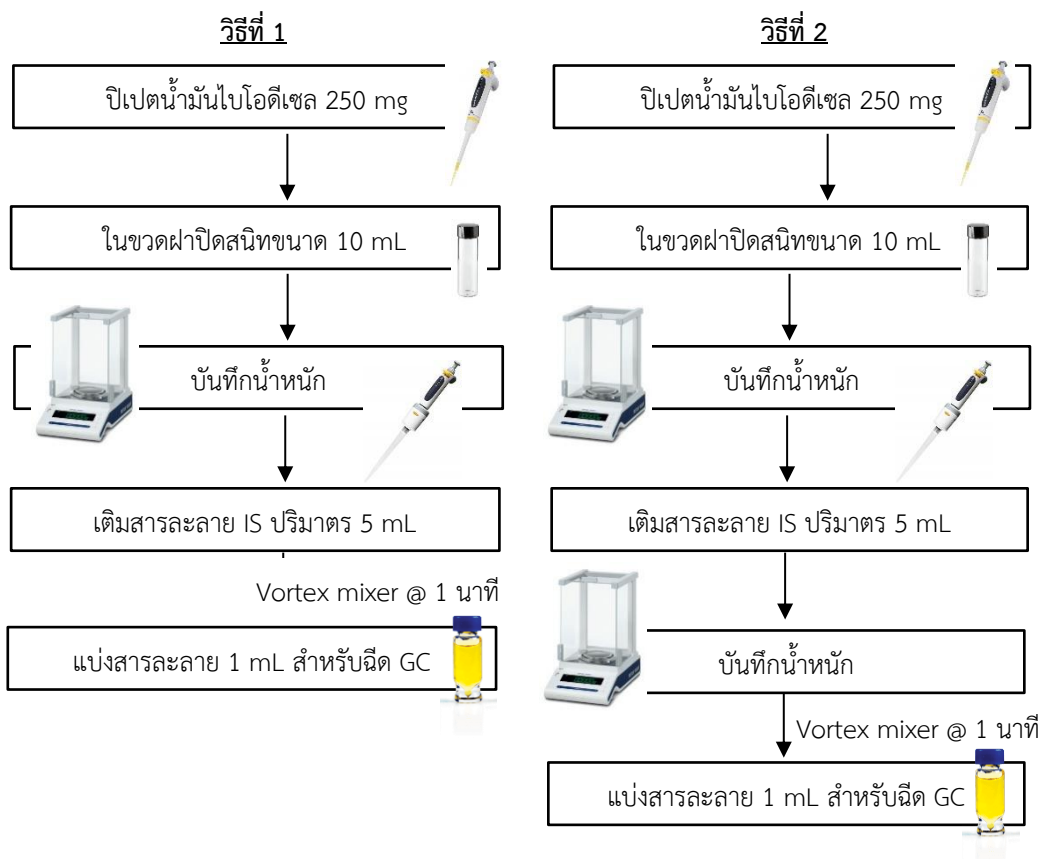 วิธีที่ 1
ปิเปตน้ำมันไบโอดีเซล 250 mg
ในขวดฝาปิดสนิทขนาด 10 mL
บันทึกน้ำหนัก
เติมสารละลาย IS ปริมาตร 5 mL
Vortex mixer @ 1 นาที
แบ่งสารละลาย 1 mL สำหรับฉีด GC
วิธีที่ 2
ปิเปตน้ำมันไบโอดีเซล 250 mg
ในขวดฝาปิดสนิทขนาด 10 mL
บันทึกน้ำหนัก
เติมสารละลาย IS ปริมาตร 5 mL
บันทึกน้ำหนัก
Vortex mixer @ 1 นาที
แบ่งสารละลาย 1 mL สำหรับฉีด GC